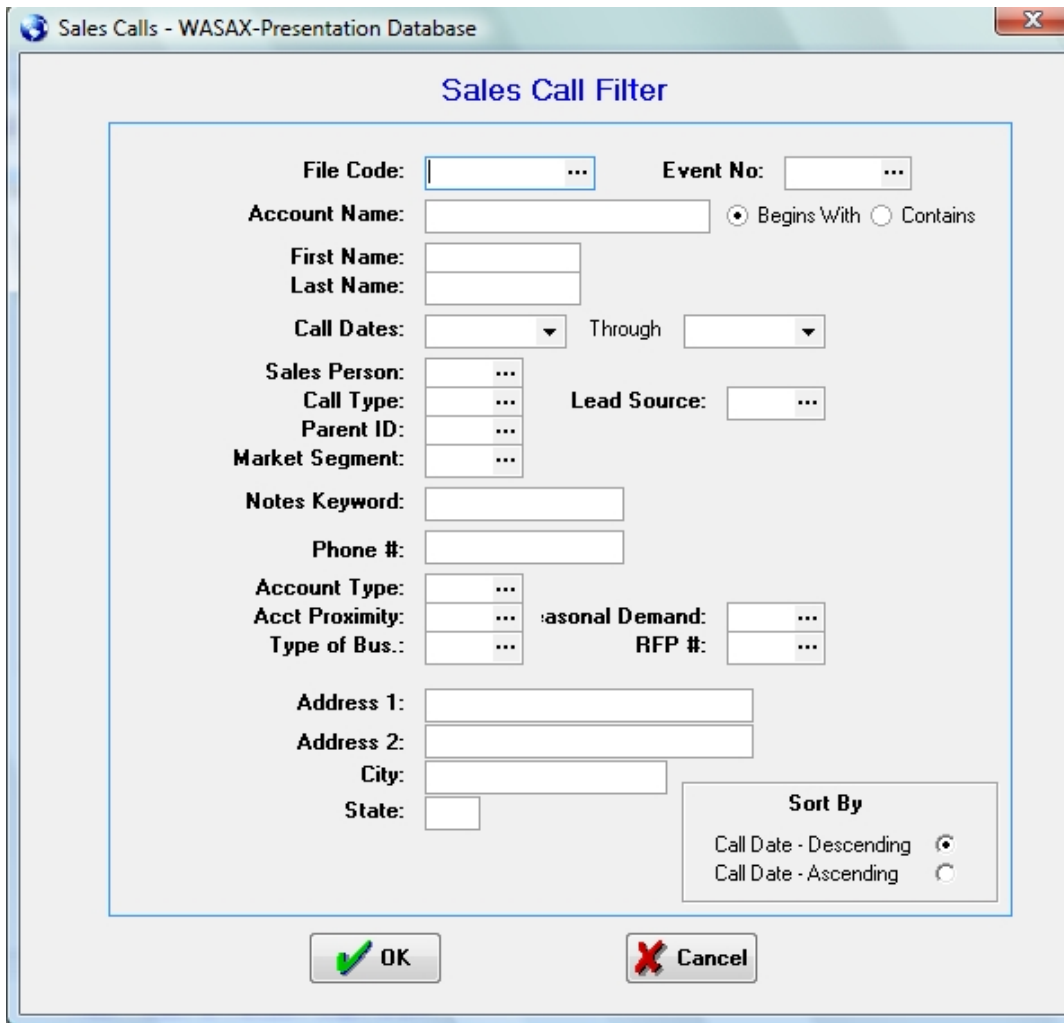 Sales Calls - WASAX-Presentation Database
Sales Call Filter
File Code: ... Event No: ...
Account Name: Begins With Contains
First Name:
Last Name:
Call Dates: Through
Sales Person: ...
Call Type: ... Lead Source: ...
Parent ID: ...
Market Segment: ...
Notes Keyword:
Phone #:
Account Type: ...
Acct Proximity: ... easonal Demand: ...
Type of Bus.: ... RFP #: ...
Address 1:
Address 2:
City:
State:
Sort By
Call Date - Descending
Call Date - Ascending
OK Cancel